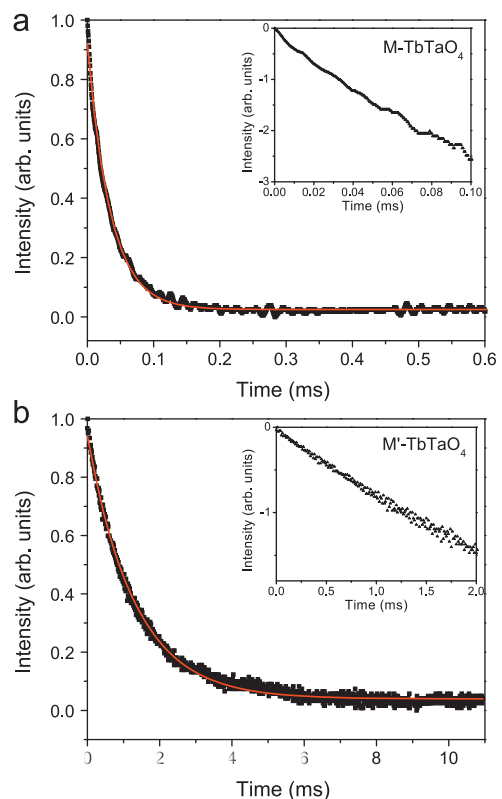 a
M-TbTaO4
Intensity (arb. units)
0
-1
-2
-3
0.00 0.02 0.04 0.06 0.08 0.10
Time (ms)
Intensity (arb. units)
1.0
0.8
0.6
0.4
0.2
0.0
0.0 0.1 0.2 0.3 0.4 0.5 0.6
Time (ms)
b
M'-TbTaO4
Intensity (arb. units)
0
-1
0.0 0.5 1.0 1.5 2.0
Time (ms)
Intensity (arb. units)
1.0
0.8
0.6
0.4
0.2
0.0
0 2 4 6 8 10
Time (ms)